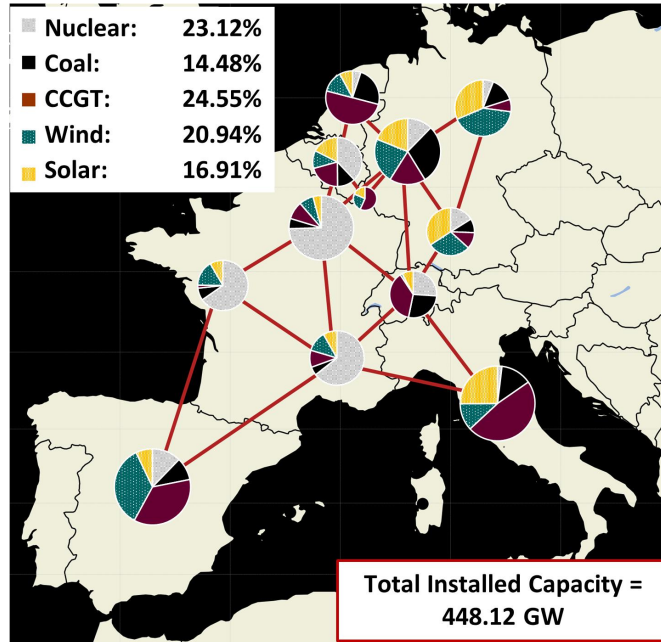 Nuclear: 23.12%
Coal: 14.48%
CCGT: 24.55%
Wind: 20.94%
Solar: 16.91%
Total Installed Capacity =
448.12 GW